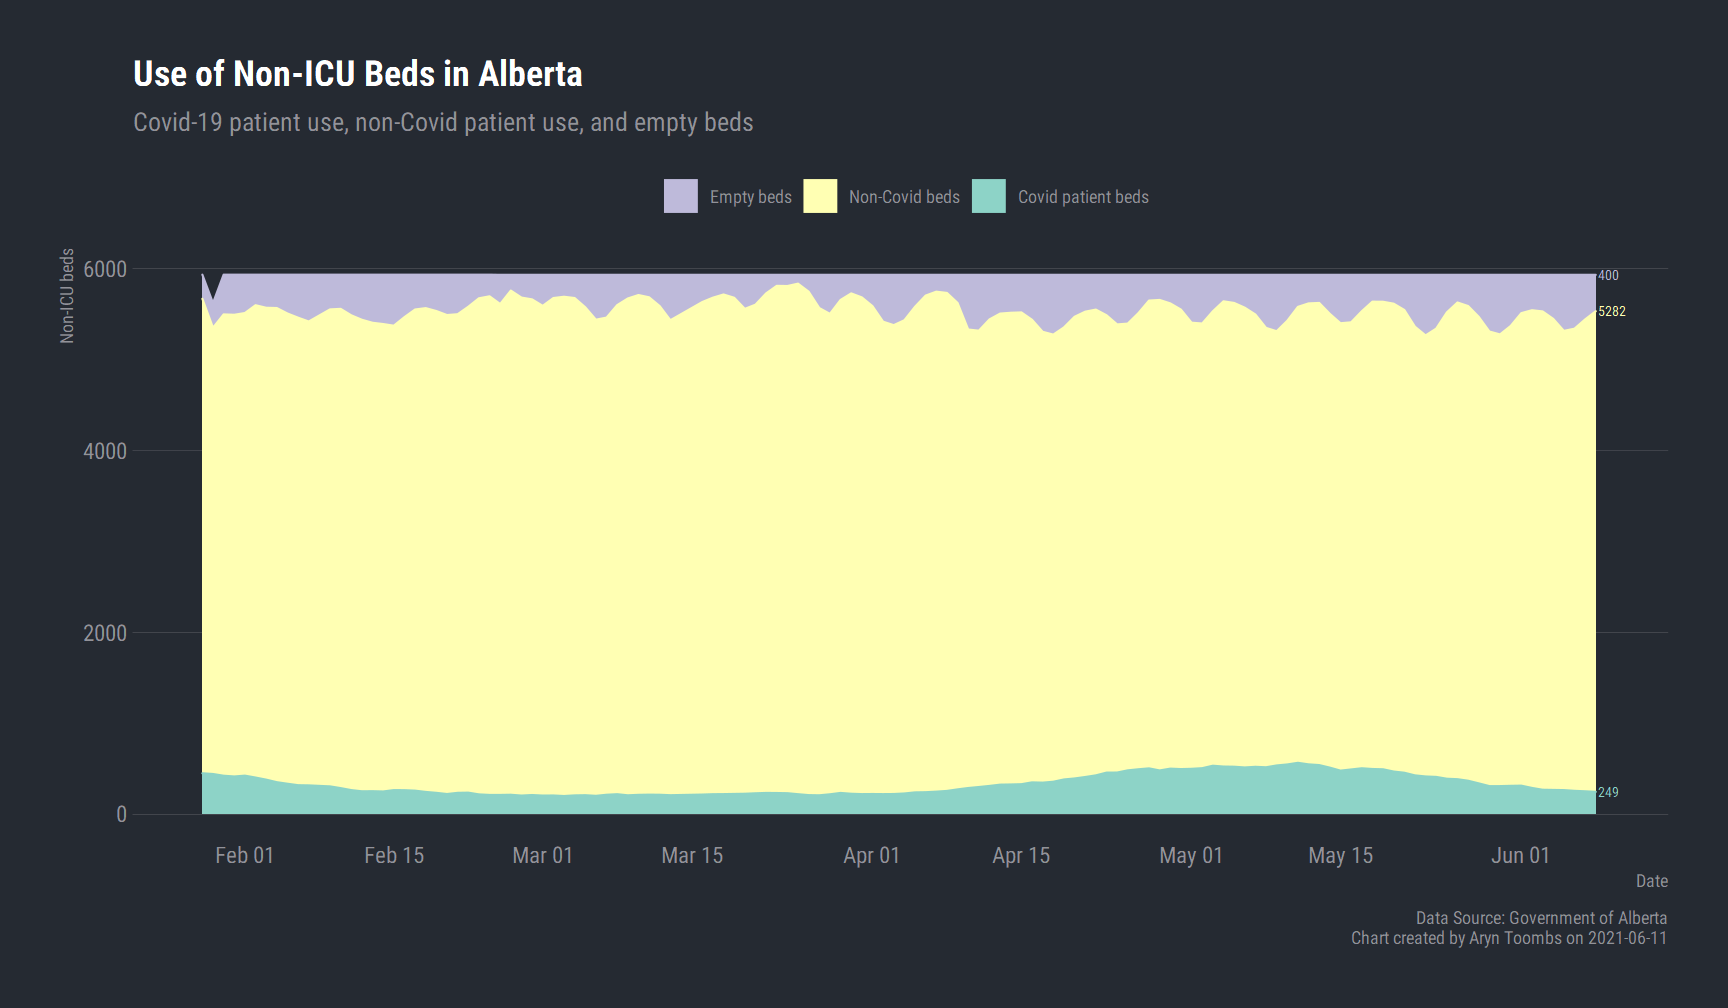 Use of Non-ICU Beds in Alberta
Covid-19 patient use, non-Covid patient use, and empty beds
Empty beds
Non-Covid beds
Covid patient beds
Non-ICU beds
6000
4000
2000
0
400
5282
249
Feb 01
Feb 15
Mar 01
Mar 15
Apr 01
Apr 15
May 01
May 15
Jun 01
Date
Data Source: Government of Alberta
Chart created by Aryn Toombs on 2021-06-11